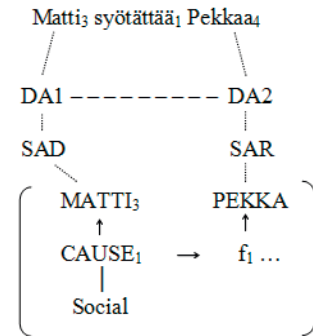 Matti₃ syötättää₁ Pekkaa₄
DA1 DA2
SAD SAR
MATTI₃ PEKKA
CAUSE₁ → f₁ …
Social